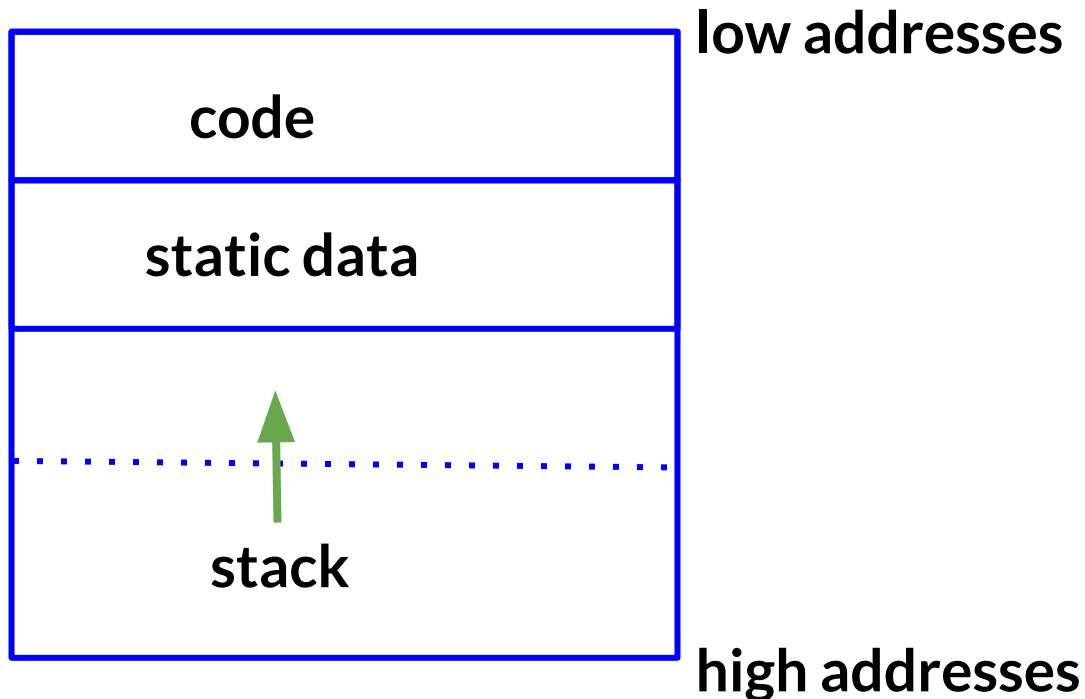 low addresses
code
static data
stack
high addresses